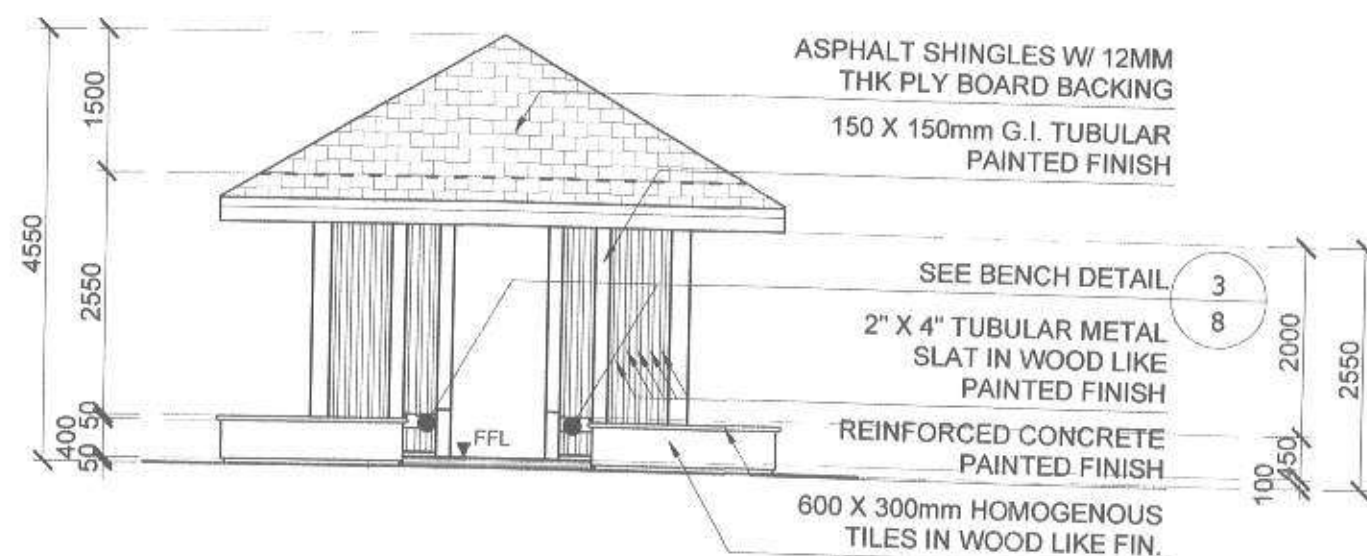 ASPHALT SHINGLES W/ 12MM
THK PLY BOARD BACKING
150 X 150mm G.I. TUBULAR
PAINTED FINISH
SEE BENCH DETAIL
3
8
2" X 4" TUBULAR METAL
SLAT IN WOOD LIKE
PAINTED FINISH
REINFORCED CONCRETE
PAINTED FINISH
600 X 300mm HOMOGENOUS
TILES IN WOOD LIKE FIN.
FFL
4550
1500
2550
50
400
50
2000
2550
450
100